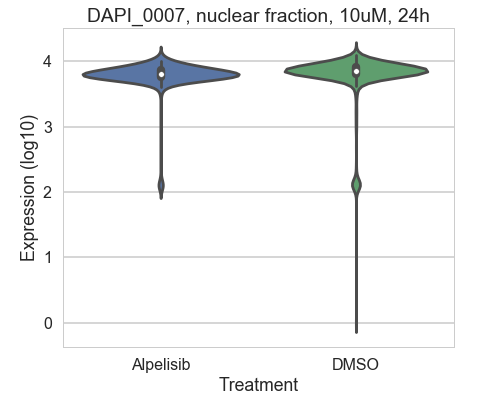 DAPI_0007, nuclear fraction, 10uM, 24h
4
3
2
1
0
Expression (log10)
Alpelisib
DMSO
Treatment